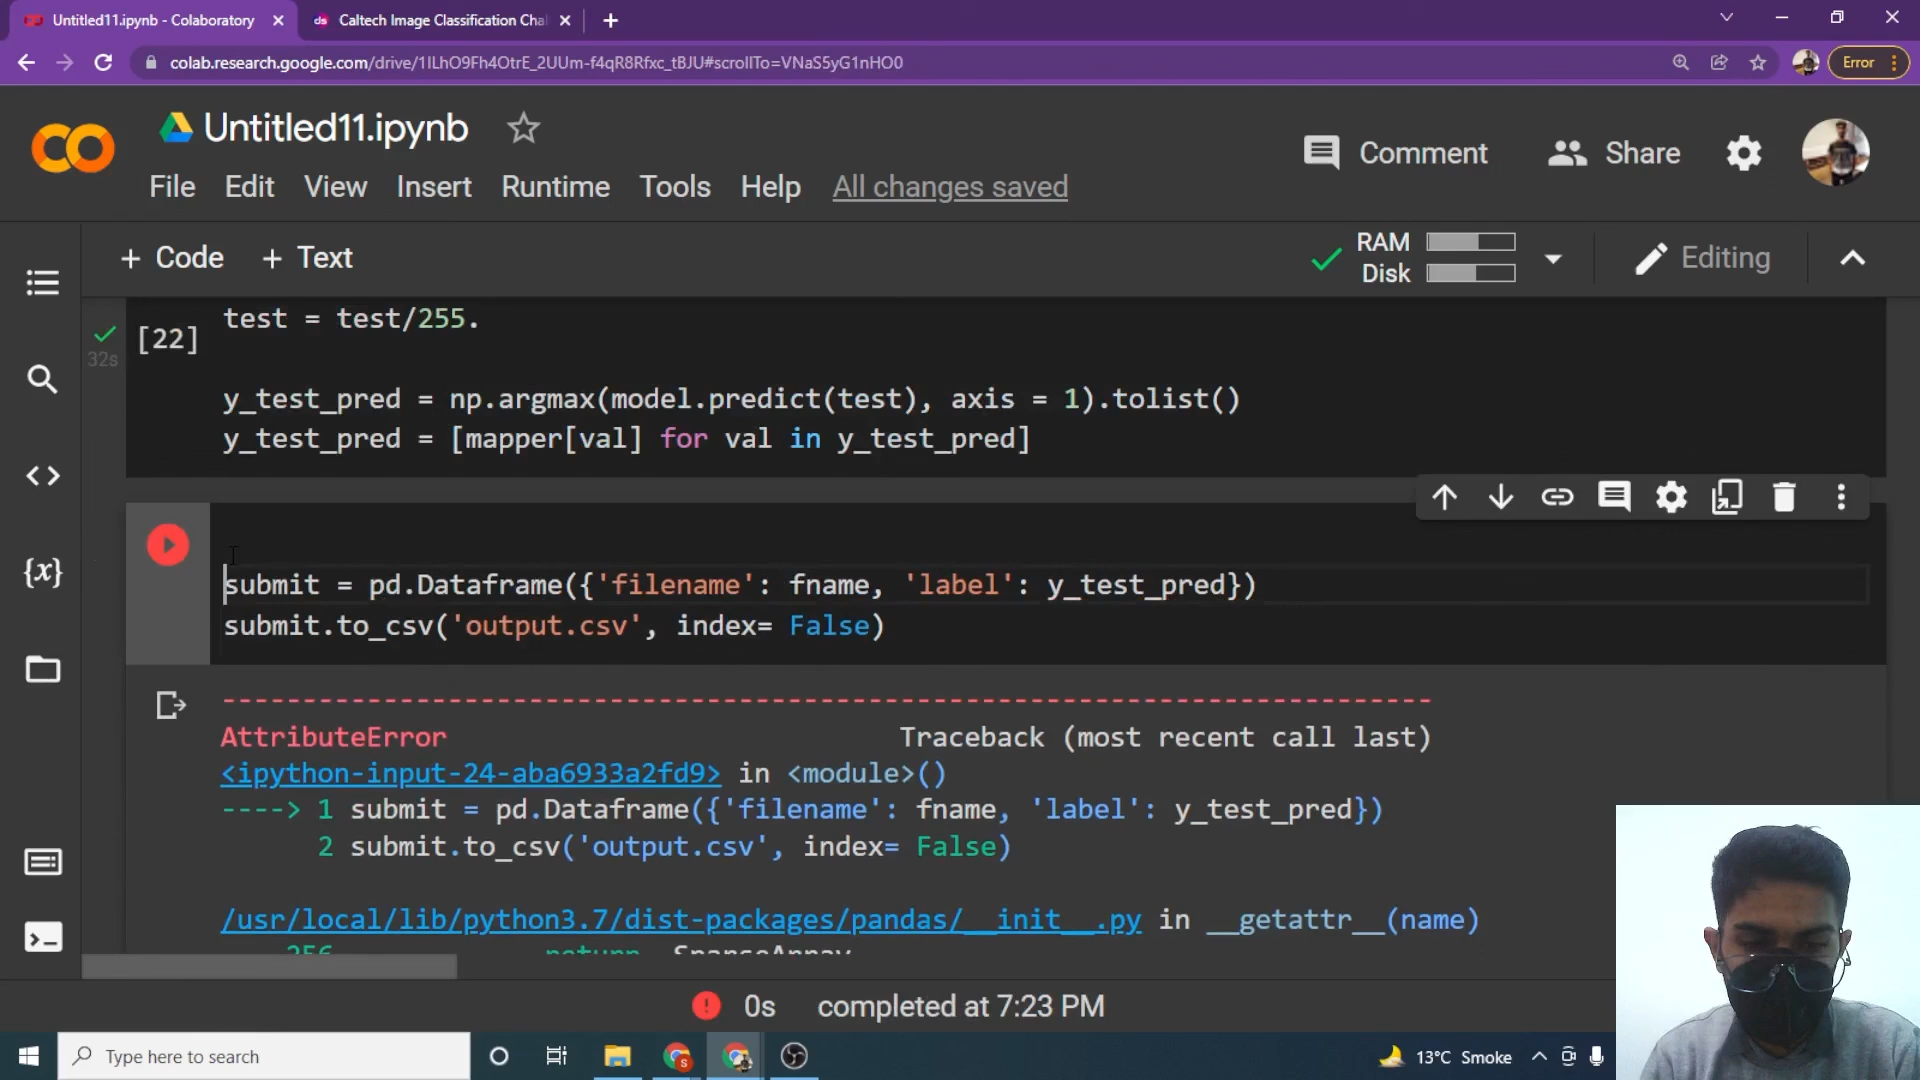 Untitled11.ipynb - Colaboratory
Caltech Image Classification Chal
colab.research.google.com/drive/1ILhO9Fh4OtrE_2UUm-f4qR8Rfxc_tBJU#scrollTo=VNaS5yG1nHO0
Error
CO
Untitled11.ipynb
Comment
Share
File Edit View Insert Runtime Tools Help All changes saved
+ Code + Text
RAM
Disk
Editing
test = test/255.
[22]
32s
y_test_pred = np.argmax(model.predict(test), axis = 1).tolist()
y_test_pred = [mapper[val] for val in y_test_pred]
submit = pd.Dataframe({'filename': fname, 'label': y_test_pred})
submit.to_csv('output.csv', index= False)
{x}
---------------------------------------------------------------------------
AttributeError Traceback (most recent call last)
<ipython-input-24-aba6933a2fd9> in <module>()
----> 1 submit = pd.Dataframe({'filename': fname, 'label': y_test_pred})
2 submit.to_csv('output.csv', index= False)
/usr/local/lib/python3.7/dist-packages/pandas/__init__.py in __getattr__(name)
256 return _SparseArray
0s completed at 7:23 PM
Type here to search
13°C Smoke